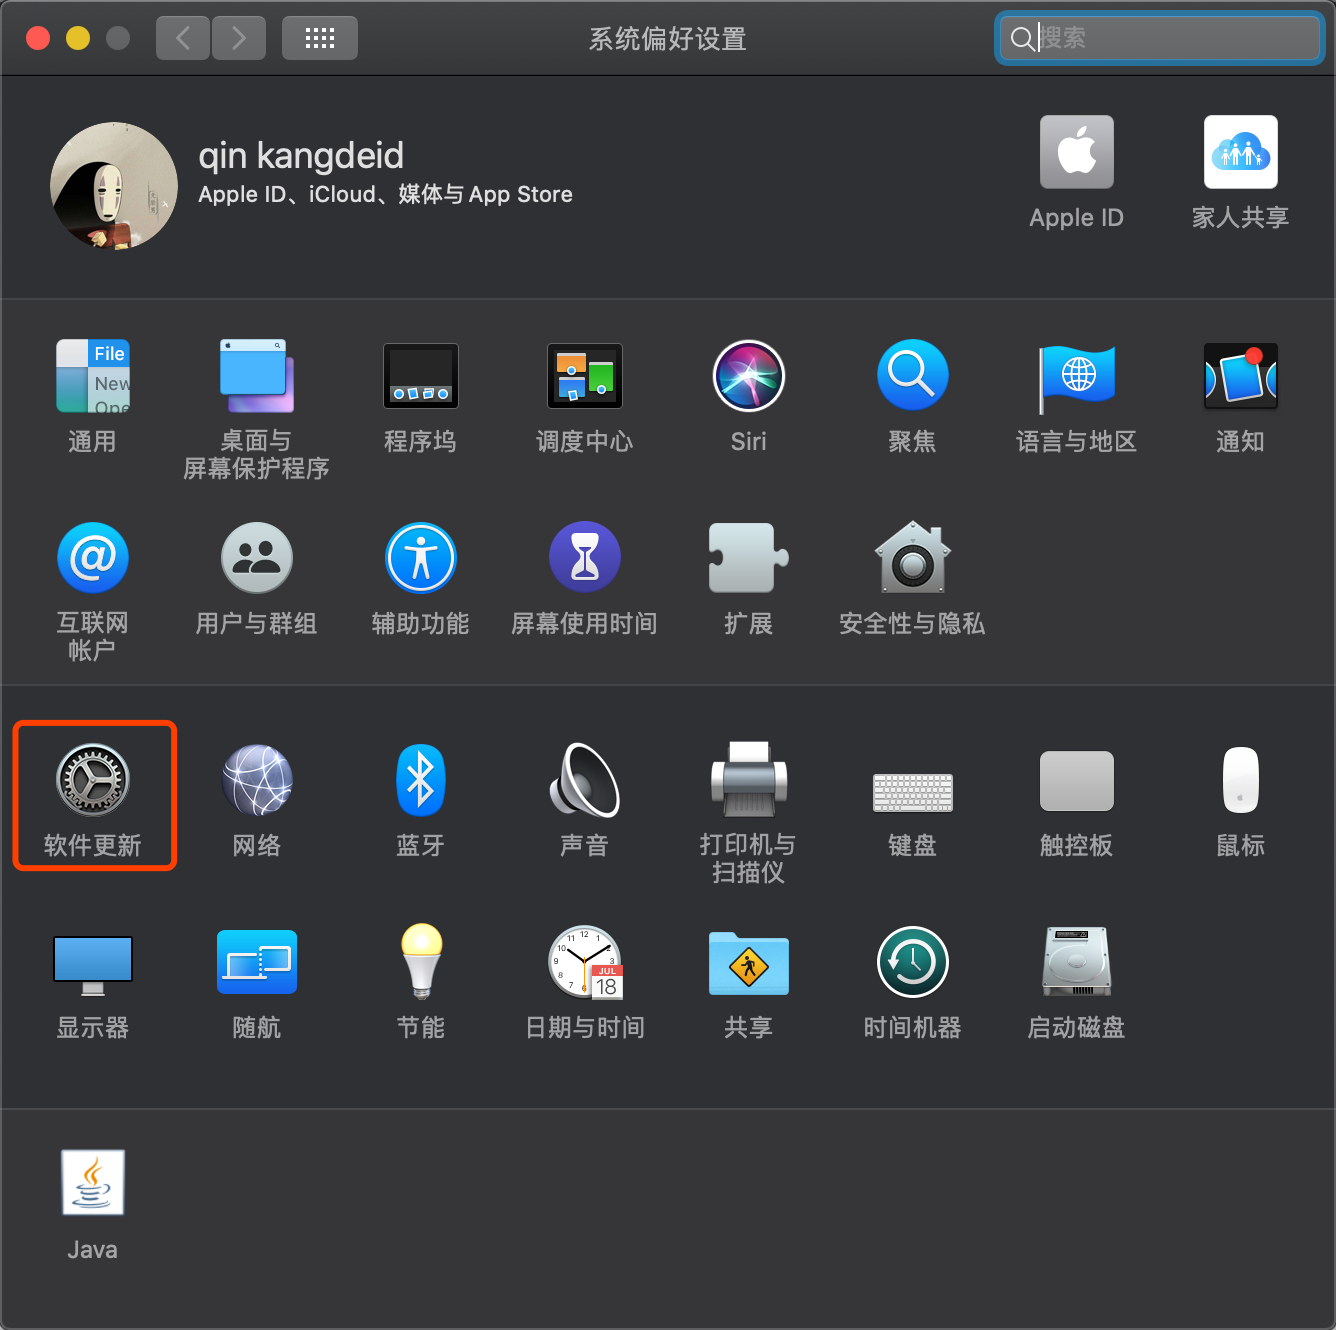 系统偏好设置
搜索
qin kangdeid
Apple ID、iCloud、媒体与 App Store
Apple ID
家人共享
File
New
Ope
通用
桌面与
屏幕保护程序
程序坞
调度中心
Siri
聚焦
语言与地区
通知
互联网
帐户
用户与群组
辅助功能
屏幕使用时间
扩展
安全性与隐私
软件更新
网络
蓝牙
声音
打印机与
扫描仪
键盘
触控板
鼠标
JUL
18
显示器
随航
节能
日期与时间
共享
时间机器
启动磁盘
Java